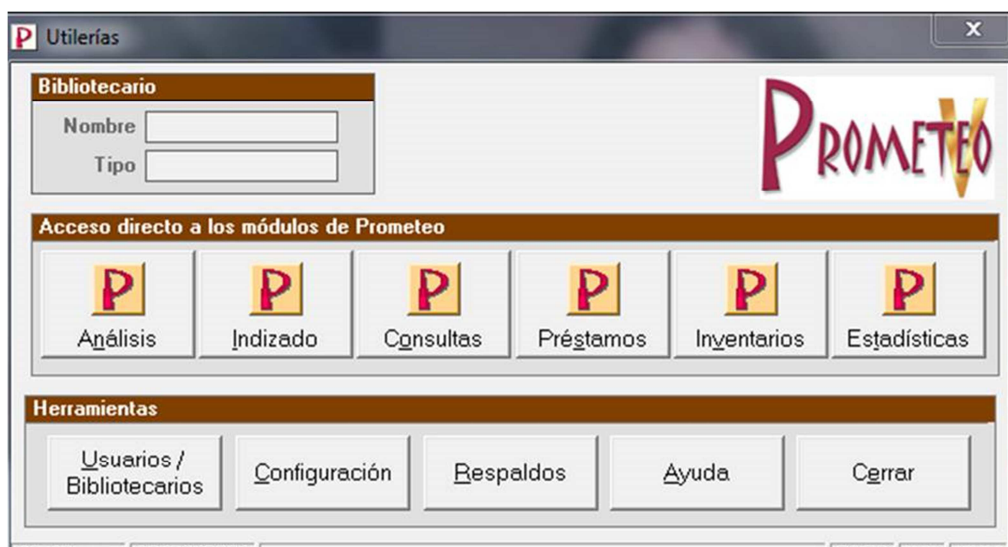 Utilerías
Bibliotecario
Nombre
Tipo
PROMETEO
V
Acceso directo a los módulos de Prometeo
Análisis
Indizado
Consultas
Préstamos
Inventarios
Estadísticas
Herramientas
Usuarios /
Bibliotecarios
Configuración
Respaldos
Ayuda
Cerrar